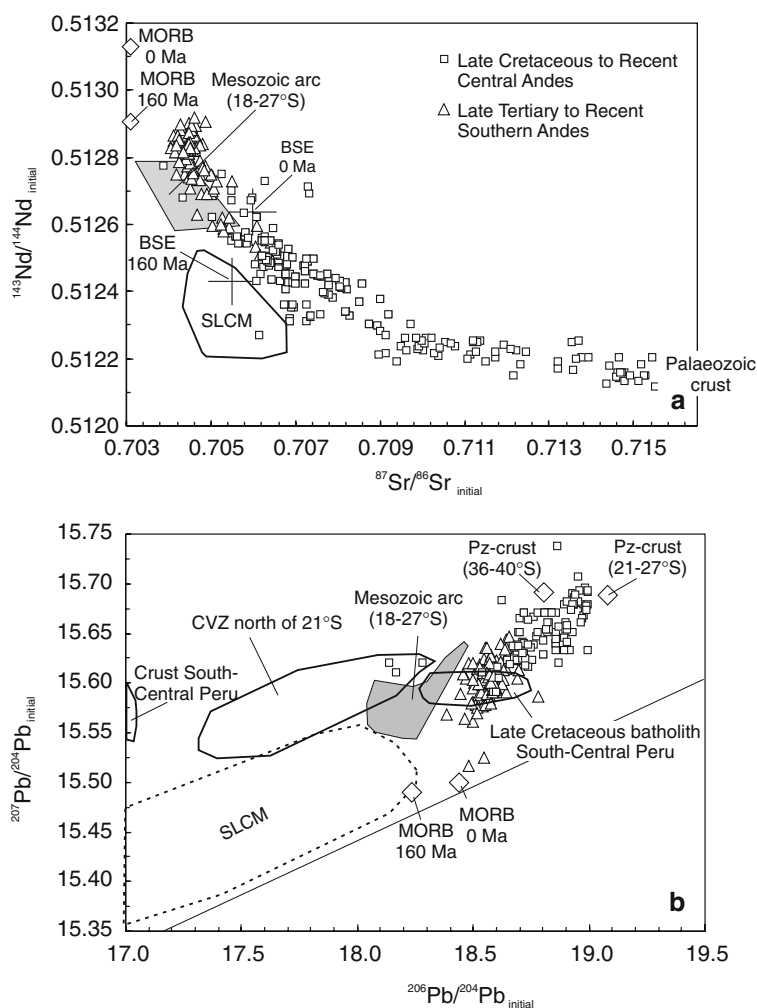 0.5132
0.5130
0.5128
0.5126
0.5124
0.5122
0.5120
143Nd/144Nd initial
MORB
0 Ma
MORB
160 Ma
Mesozoic arc
(18-27°S)
BSE
0 Ma
BSE
160 Ma
SLCM
Late Cretaceous to Recent
Central Andes
Late Tertiary to Recent
Southern Andes
Palaeozoic
crust
a
0.703
0.705
0.707
0.709
0.711
0.713
0.715
87Sr/86Sr initial
15.75
15.70
15.65
15.60
15.55
15.50
15.45
15.40
15.35
207Pb/204Pb initial
Pz-crust
(36-40°S)
Pz-crust
(21-27°S)
Mesozoic arc
(18-27°S)
CVZ north of 21°S
Crust South-
Central Peru
Late Cretaceous batholith
South-Central Peru
SLCM
MORB
160 Ma
MORB
0 Ma
b
17.0
17.5
18.0
18.5
19.0
19.5
206Pb/204Pb initial